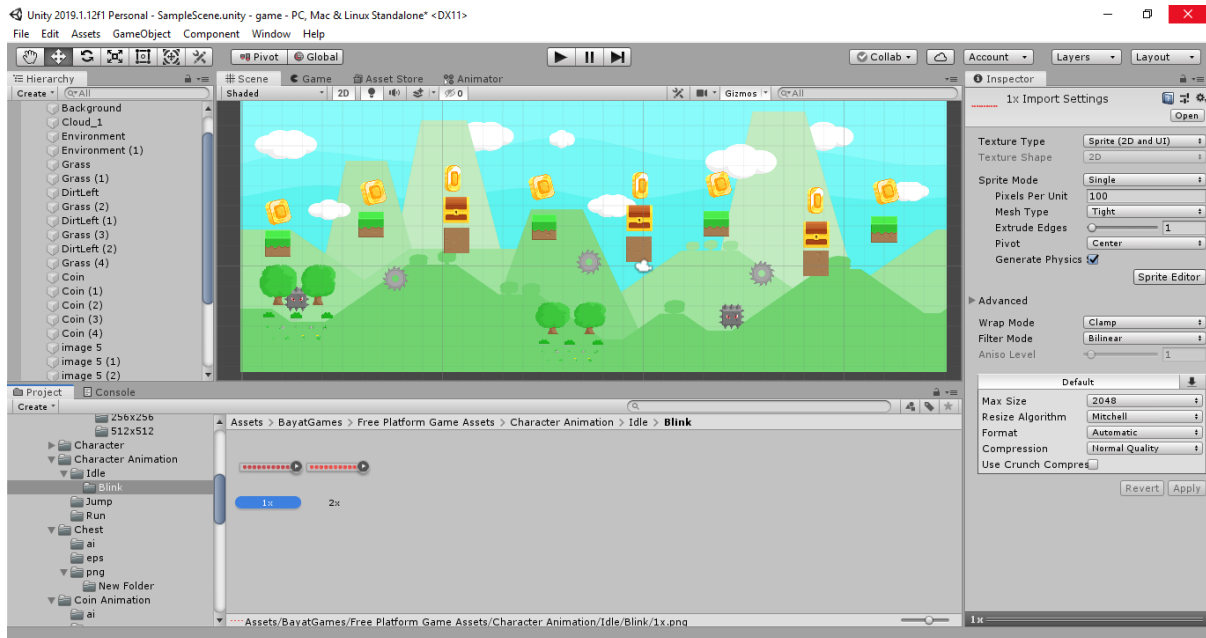 Unity 2019.1.12f1 Personal - SampleScene.unity - game - PC, Mac & Linux Standalone* <DX11>
File Edit Assets GameObject Component Window Help
Pivot Global Collab Account Layers Layout
Hierarchy
Create All
Background
Cloud_1
Environment
Environment (1)
Grass
Grass (1)
DirtLeft
Grass (2)
DirtLeft (1)
Grass (3)
DirtLeft (2)
Grass (4)
Coin
Coin (1)
Coin (2)
Coin (3)
Coin (4)
image 5
image 5 (1)
image 5 (2)
Scene Game Asset Store Animator
Shaded 2D 0 Gizmos All
Inspector
1x Import Settings
Open
Texture Type Sprite (2D and UI)
Texture Shape 2D
Sprite Mode Single
Pixels Per Unit 100
Mesh Type Tight
Extrude Edges 1
Pivot Center
Generate Physics
Sprite Editor
Advanced
Wrap Mode Clamp
Filter Mode Bilinear
Aniso Level 1
Default
Max Size 2048
Resize Algorithm Mitchell
Format Automatic
Compression Normal Quality
Use Crunch Compres
Revert Apply
1x
Project Console
Create
256x256
512x512
Character
Character Animation
Idle
Blink
Jump
Run
Chest
ai
eps
png
New Folder
Coin Animation
ai
Assets > BayatGames > Free Platform Game Assets > Character Animation > Idle > Blink
1x 2x
Assets/BayatGames/Free Platform Game Assets/Character Animation/Idle/Blink/1x.png